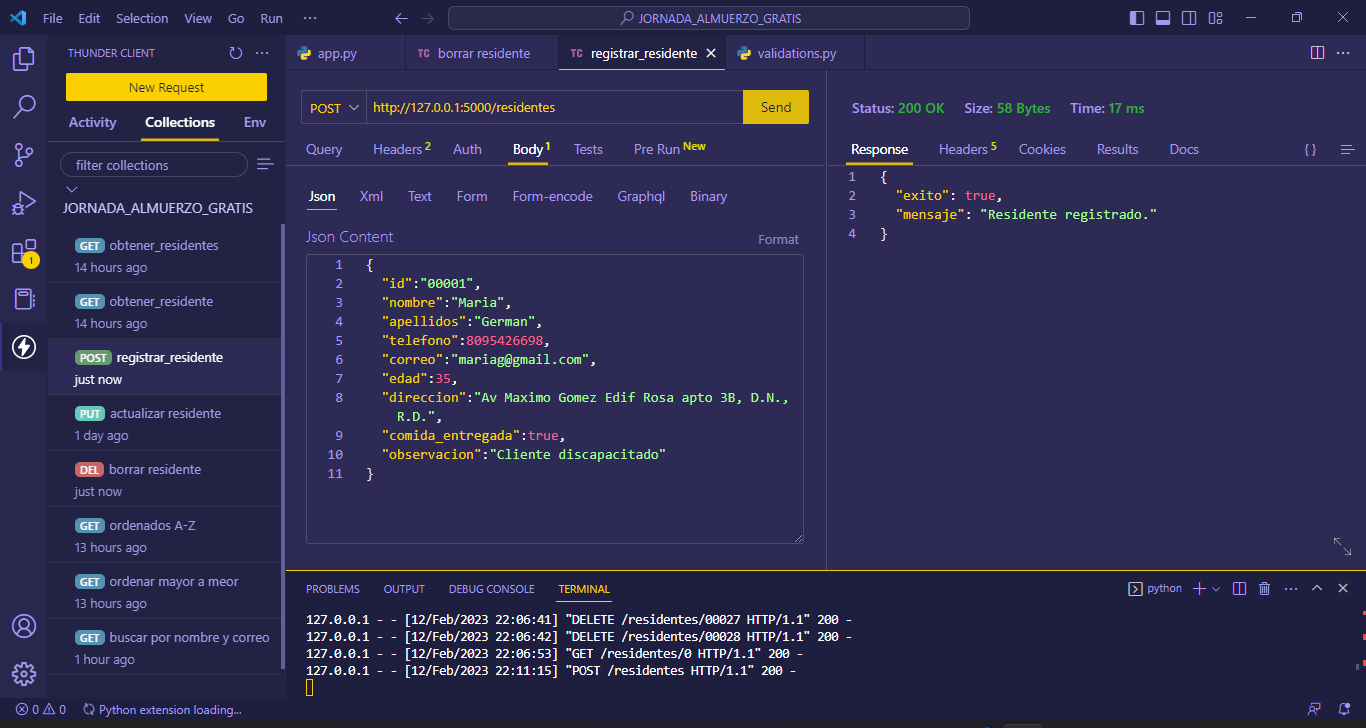 File Edit Selection View Go Run ··· JORNADA_ALMUERZO_GRATIS
THUNDER CLIENT ···
New Request
Activity Collections Env
filter collections
JORNADA_ALMUERZO_GRATIS
GET obtener_residentes
14 hours ago
GET obtener_residente
14 hours ago
POST registrar_residente
just now
PUT actualizar residente
1 day ago
DEL borrar residente
just now
GET ordenados A-Z
13 hours ago
GET ordenar mayor a meor
13 hours ago
GET buscar por nombre y correo
1 hour ago
1
app.py TC borrar residente TC registrar_residente validations.py ···
POST http://127.0.0.1:5000/residentes Send
Query Headers 2 Auth Body 1 Tests Pre Run New
Json Xml Text Form Form-encode Graphql Binary
Json Content Format
1 {
2 "id":"00001",
3 "nombre":"Maria",
4 "apellidos":"German",
5 "telefono":8095426698,
6 "correo":"mariag@gmail.com",
7 "edad":35,
8 "direccion":"Av Maximo Gomez Edif Rosa apto 3B, D.N.,
R.D.",
9 "comida_entregada":true,
10 "observacion":"Cliente discapacitado"
11 }
Status: 200 OK Size: 58 Bytes Time: 17 ms
Response Headers 5 Cookies Results Docs { }
1 {
2 "exito": true,
3 "mensaje": "Residente registrado."
4 }
PROBLEMS OUTPUT DEBUG CONSOLE TERMINAL python ···
127.0.0.1 - - [12/Feb/2023 22:06:41] "DELETE /residentes/00027 HTTP/1.1" 200 -
127.0.0.1 - - [12/Feb/2023 22:06:42] "DELETE /residentes/00028 HTTP/1.1" 200 -
127.0.0.1 - - [12/Feb/2023 22:06:53] "GET /residentes/0 HTTP/1.1" 200 -
127.0.0.1 - - [12/Feb/2023 22:11:15] "POST /residentes HTTP/1.1" 200 -
0 0 Python extension loading...